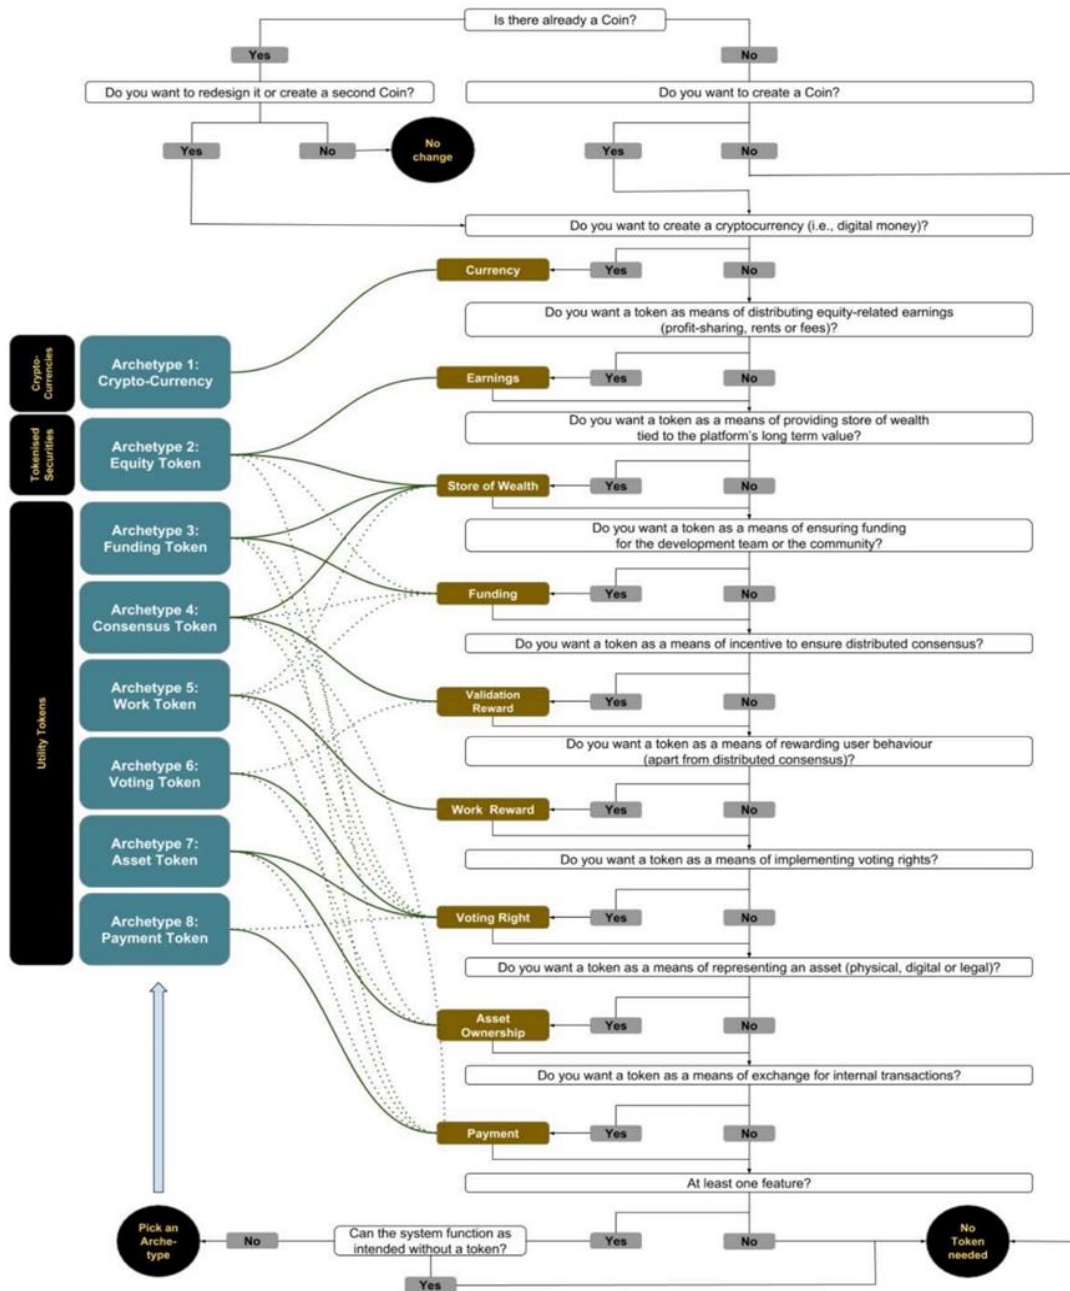 Is there already a Coin?
Yes
No
Do you want to redesign it or create a second Coin?
Do you want to create a Coin?
Yes
No
No
change
Yes
No
Do you want to create a cryptocurrency (i.e., digital money)?
Currency
Yes
No
Do you want a token as means of distributing equity-related earnings
(profit-sharing, rents or fees)?
Crypto-
Currencies
Archetype 1:
Crypto-Currency
Earnings
Yes
No
Do you want a token as a means of providing store of wealth
tied to the platform's long term value?
Tokenised
Securities
Archetype 2:
Equity Token
Store of Wealth
Yes
No
Utility Tokens
Archetype 3:
Funding Token
Do you want a token as a means of ensuring funding
for the development team or the community?
Funding
Yes
No
Archetype 4:
Consensus Token
Do you want a token as a means of incentive to ensure distributed consensus?
Archetype 5:
Work Token
Validation
Reward
Yes
No
Do you want a token as a means of rewarding user behaviour
(apart from distributed consensus)?
Archetype 6:
Voting Token
Work Reward
Yes
No
Archetype 7:
Asset Token
Do you want a token as a means of implementing voting rights?
Archetype 8:
Payment Token
Voting Right
Yes
No
Do you want a token as a means of representing an asset (physical, digital or legal)?
Asset
Ownership
Yes
No
Do you want a token as a means of exchange for internal transactions?
Payment
Yes
No
At least one feature?
Pick an
Arche-
type
No
Can the system function as
intended without a token?
Yes
No
No
Token
needed
Yes